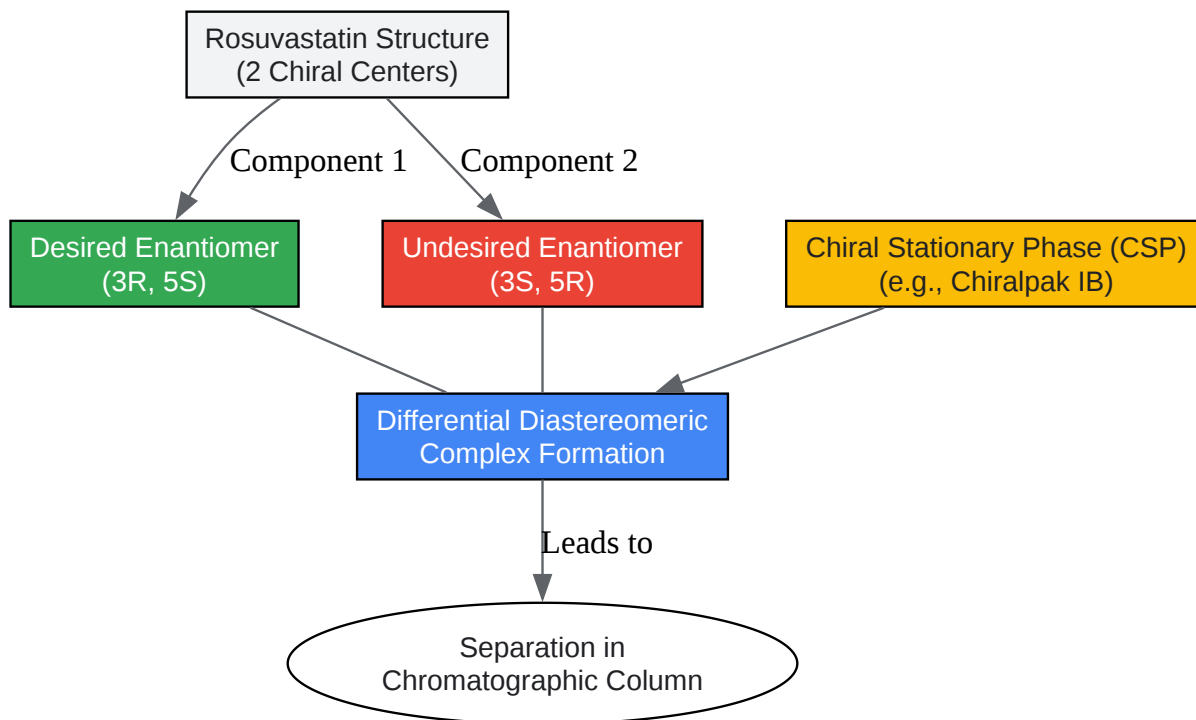 Rosuvastatin Structure
(2 Chiral Centers)
Component 1
Component 2
Desired Enantiomer
(3R, 5S)
Undesired Enantiomer
(3S, 5R)
Chiral Stationary Phase (CSP)
(e.g., Chiralpak IB)
Differential Diastereomeric
Complex Formation
Leads to
Separation in
Chromatographic Column